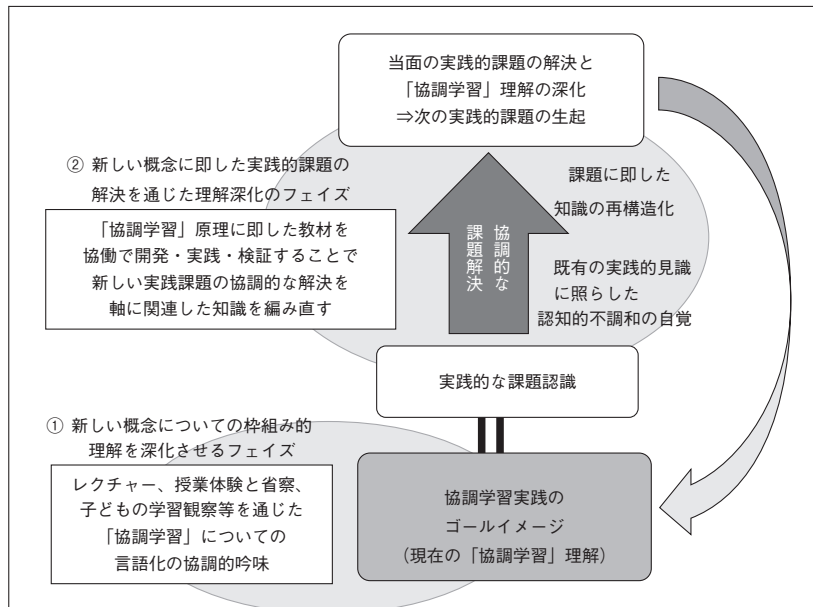 当面の実践的課題の解決と
「協調学習」理解の深化
⇒次の実践的課題の生起
② 新しい概念に即した実践的課題の
解決を通じた理解深化のフェイズ
「協調学習」原理に即した教材を
協働で開発・実践・検証することで
新しい実践課題の協調的な解決を
軸に関連した知識を編み直す
協調的な
課題解決
課題に即した
知識の再構造化
既有の実践的見識
に照らした
認知的不調和の自覚
実践的な課題認識
① 新しい概念についての枠組み的
理解を深化させるフェイズ
レクチャー、授業体験と省察、
子どもの学習観察等を通じた
「協調学習」についての
言語化の協調的吟味
協調学習実践の
ゴールイメージ
（現在の「協調学習」理解）